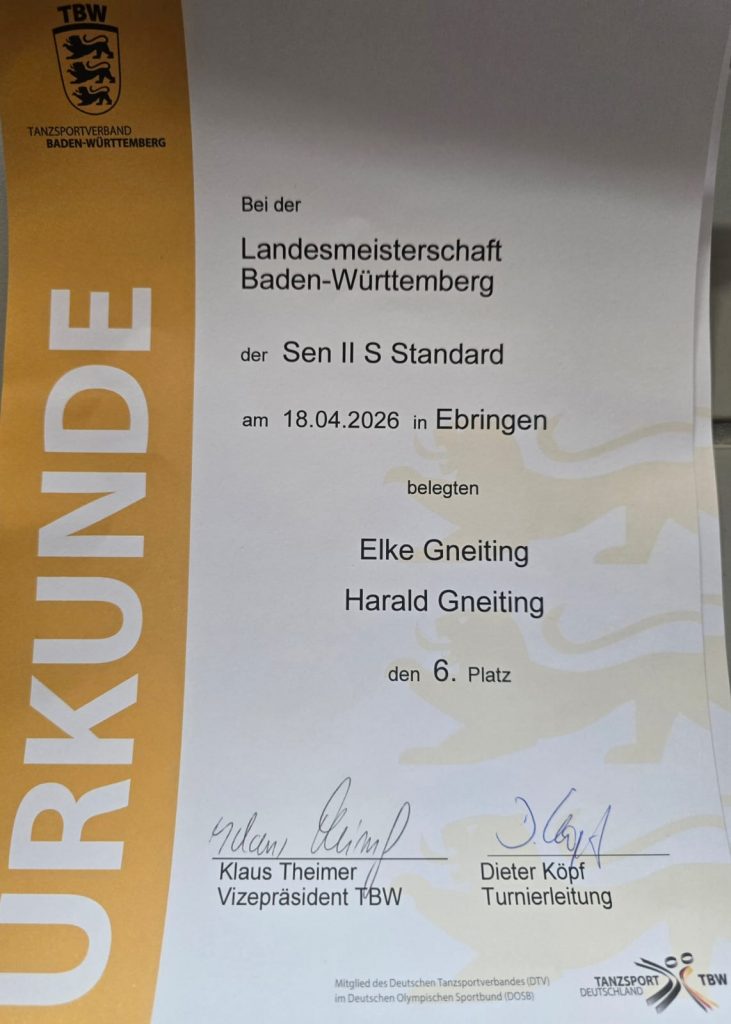 TBW
TANZSPORTVERBAND
BADEN-WÜRTTEMBERG
URKUNDE
Bei der
Landesmeisterschaft
Baden-Württemberg
der Sen II S Standard
am 18.04.2026 in Ebringen
belegten
Elke Gneiting
Harald Gneiting
den 6. Platz
Klaus Theimer
Vizepräsident TBW
D. Köpf
Dieter Köpf
Turnierleitung
Mitglied des Deutschen Tanzsportverbandes (DTV)
im Deutschen Olympischen Sportbund (DOSB)
TANZSPORT
DEUTSCHLAND
TBW